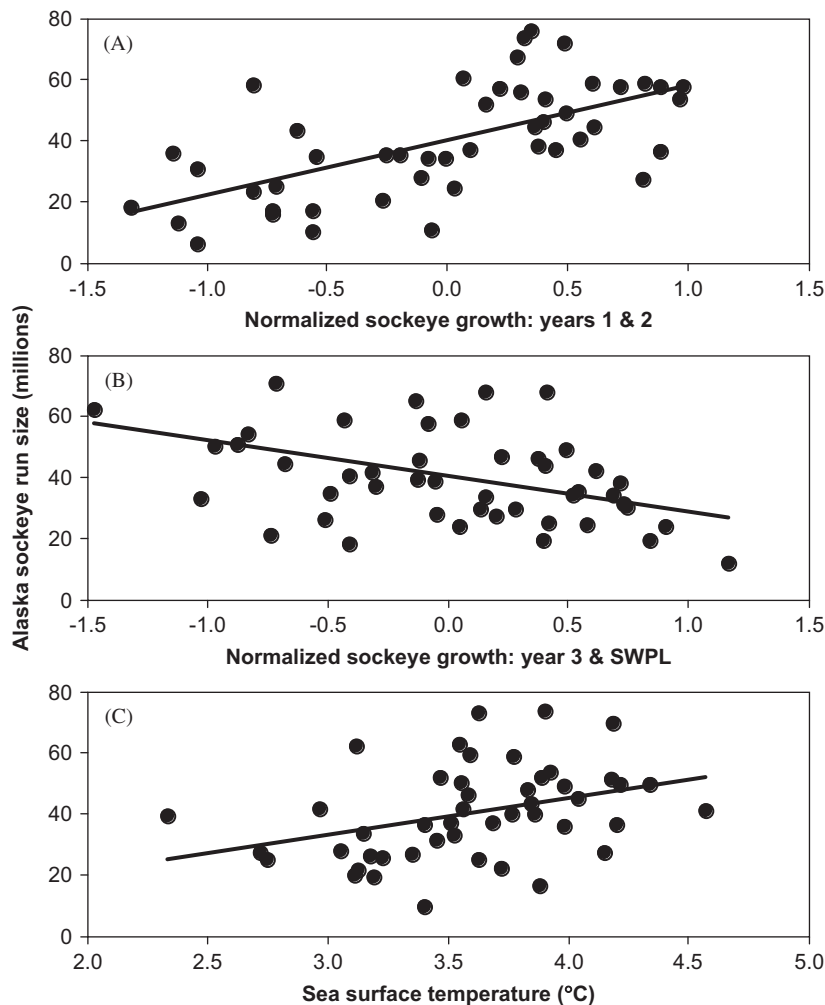 80
(A)
60
40
20
0
-1.5 -1.0 -0.5 0.0 0.5 1.0 1.5
Normalized sockeye growth: years 1 & 2
Alaska sockeye run size (millions)
80
(B)
60
40
20
0
-1.5 -1.0 -0.5 0.0 0.5 1.0 1.5
Normalized sockeye growth: year 3 & SWPL
80
(C)
60
40
20
0
2.0 2.5 3.0 3.5 4.0 4.5 5.0
Sea surface temperature (°C)